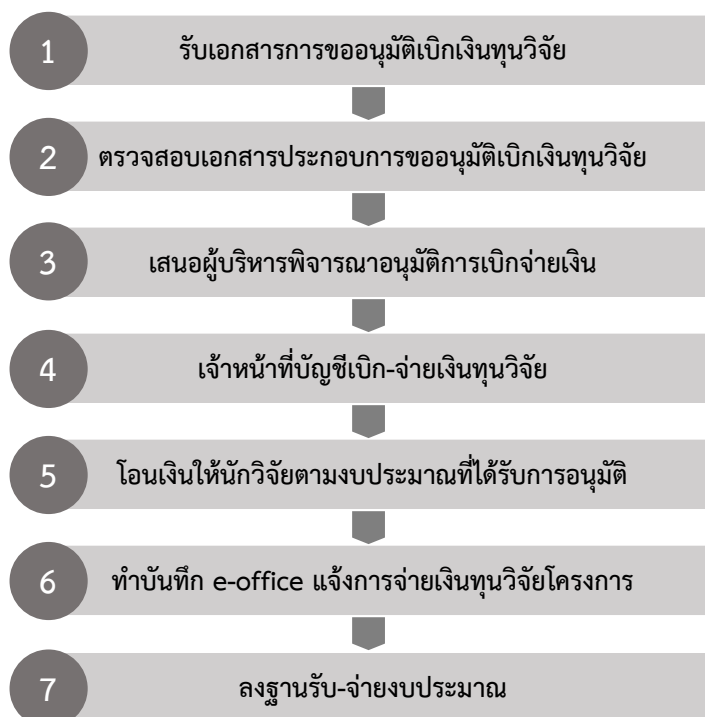 1 รับเอกสารการขออนุมัติเบิกเงินทุนวิจัย
2 ตรวจสอบเอกสารประกอบการขออนุมัติเบิกเงินทุนวิจัย
3 เสนอผู้บริหารพิจารณาอนุมัติการเบิกจ่ายเงิน
4 เจ้าหน้าที่บัญชีเบิก-จ่ายเงินทุนวิจัย
5 โอนเงินให้นักวิจัยตามงบประมาณที่ได้รับการอนุมัติ
6 ทำบันทึก e-office แจ้งการจ่ายเงินทุนวิจัยโครงการ
7 ลงฐานรับ-จ่ายงบประมาณ